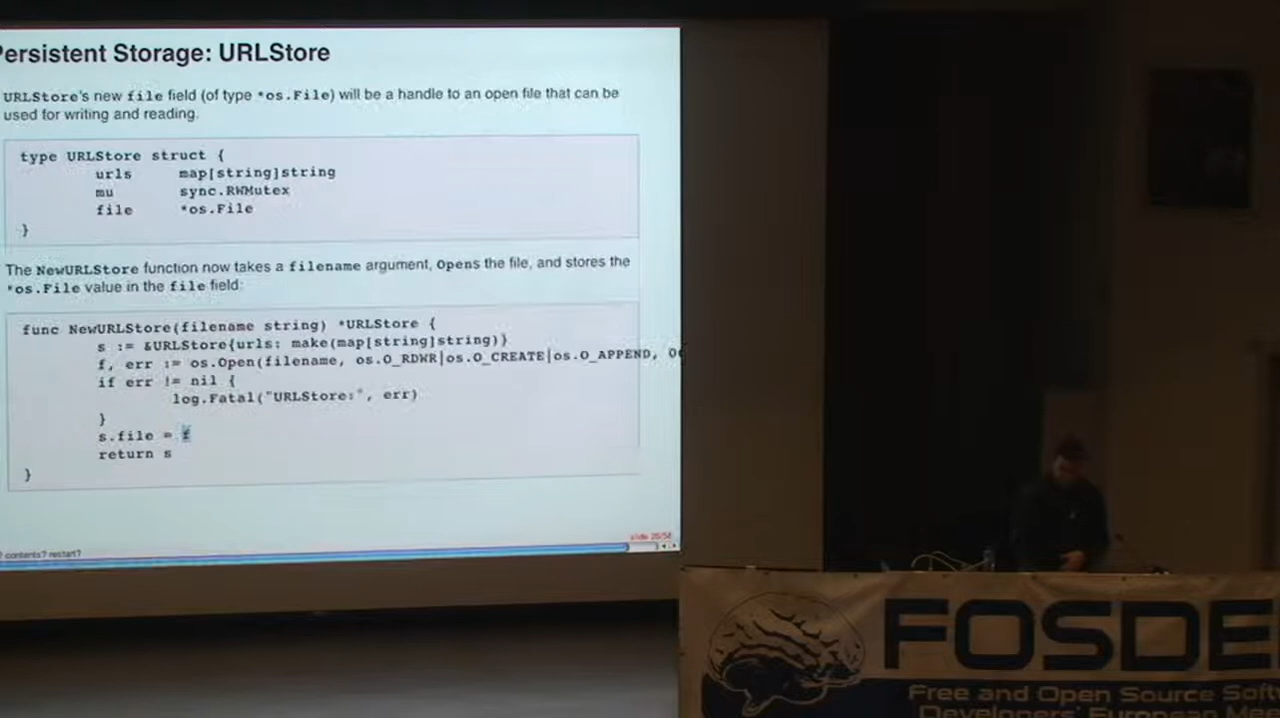 ersistent Storage: URLStore
URLStore's new file field (of type *os.File) will be a handle to an open file that can be
used for writing and reading.
type URLStore struct {
urls map[string]string
mu sync.RWMutex
file *os.File
}
The NewURLStore function now takes a filename argument, Opens the file, and stores the
*os.File value in the file field:
func NewURLStore(filename string) *URLStore {
s := &URLStore{urls: make(map[string]string)}
f, err := os.Open(filename, os.O_RDWR|os.O_CREATE|os.O_APPEND, 0
if err != nil {
log.Fatal("URLStore:", err)
}
s.file = f
return s
}
contents? restart?
FOSDE
Free and Open Source Soft
Developers' European Mee